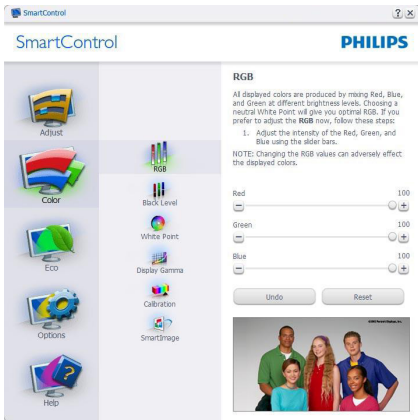 SmartControl
? ×
SmartControl
PHILIPS
Adjust
Color
Eco
Options
Help
RGB
Black Level
White Point
Display Gamma
Calibration
SmartImage
RGB
All displayed colors are produced by mixing Red, Blue,
and Green at different brightness levels. Choosing a
neutral White Point will give you optimal RGB. If you
prefer to adjust the RGB now, follow these steps:
1. Adjust the intensity of the Red, Green, and
Blue using the slider bars.
NOTE: Changing the RGB values can adversely effect
the displayed colors.
Red 100
Green 100
Blue 100
Undo Reset